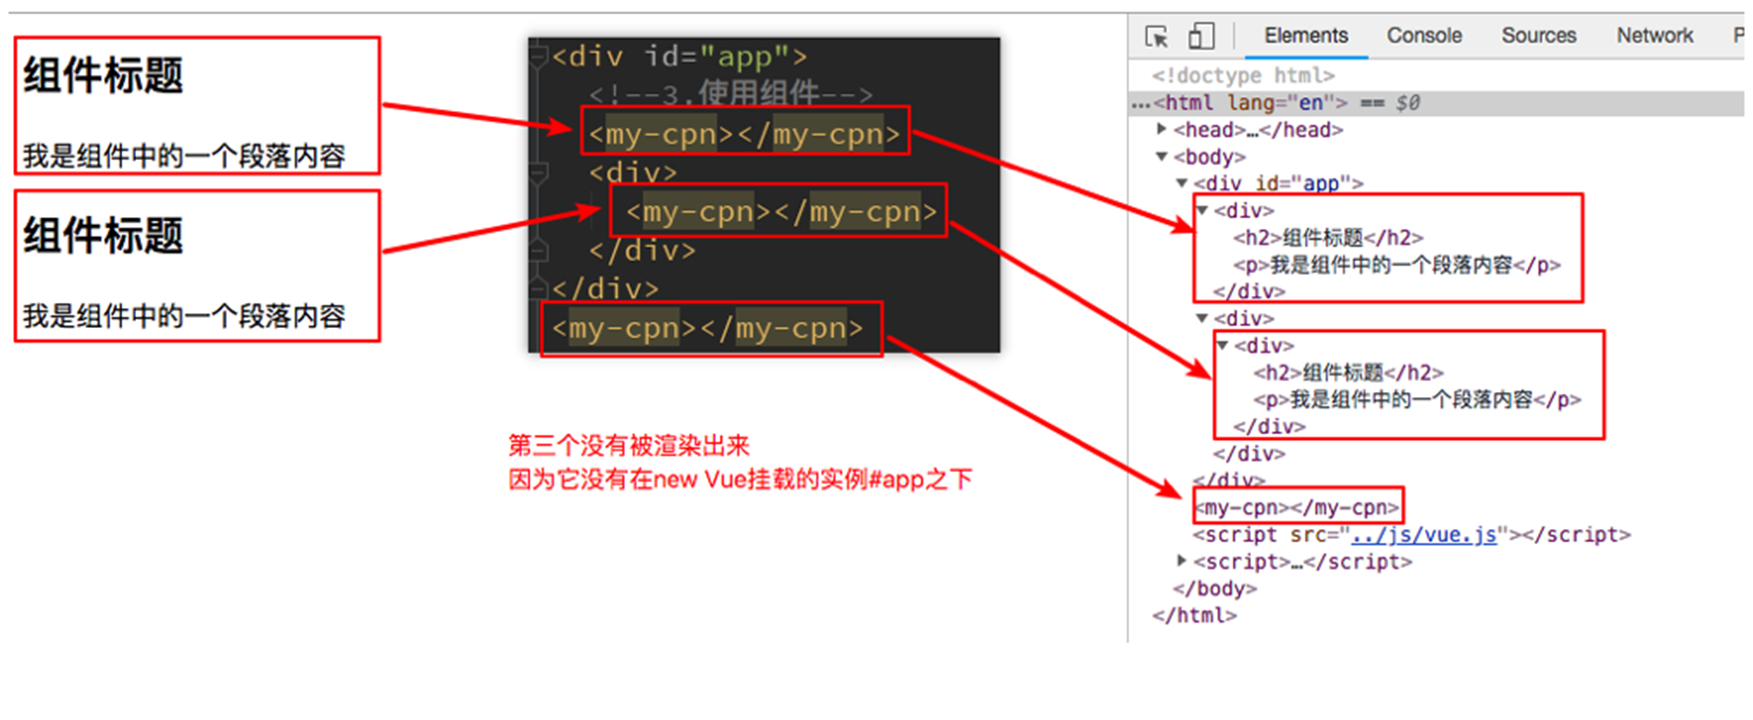 组件标题
我是组件中的一个段落内容
组件标题
我是组件中的一个段落内容
<div id="app">
<!--3.使用组件-->
<my-cpn></my-cpn>
<div>
<my-cpn></my-cpn>
</div>
</div>
<my-cpn></my-cpn>
第三个没有被渲染出来
因为它没有在new Vue挂载的实例#app之下
Elements Console Sources Network P
<!doctype html>
…<html lang="en"> == $0
<head>…</head>
<body>
<div id="app">
<div>
<h2>组件标题</h2>
<p>我是组件中的一个段落内容</p>
</div>
<div>
<div>
<h2>组件标题</h2>
<p>我是组件中的一个段落内容</p>
</div>
</div>
</div>
<my-cpn></my-cpn>
<script src="../js/vue.js"></script>
<script>…</script>
</body>
</html>